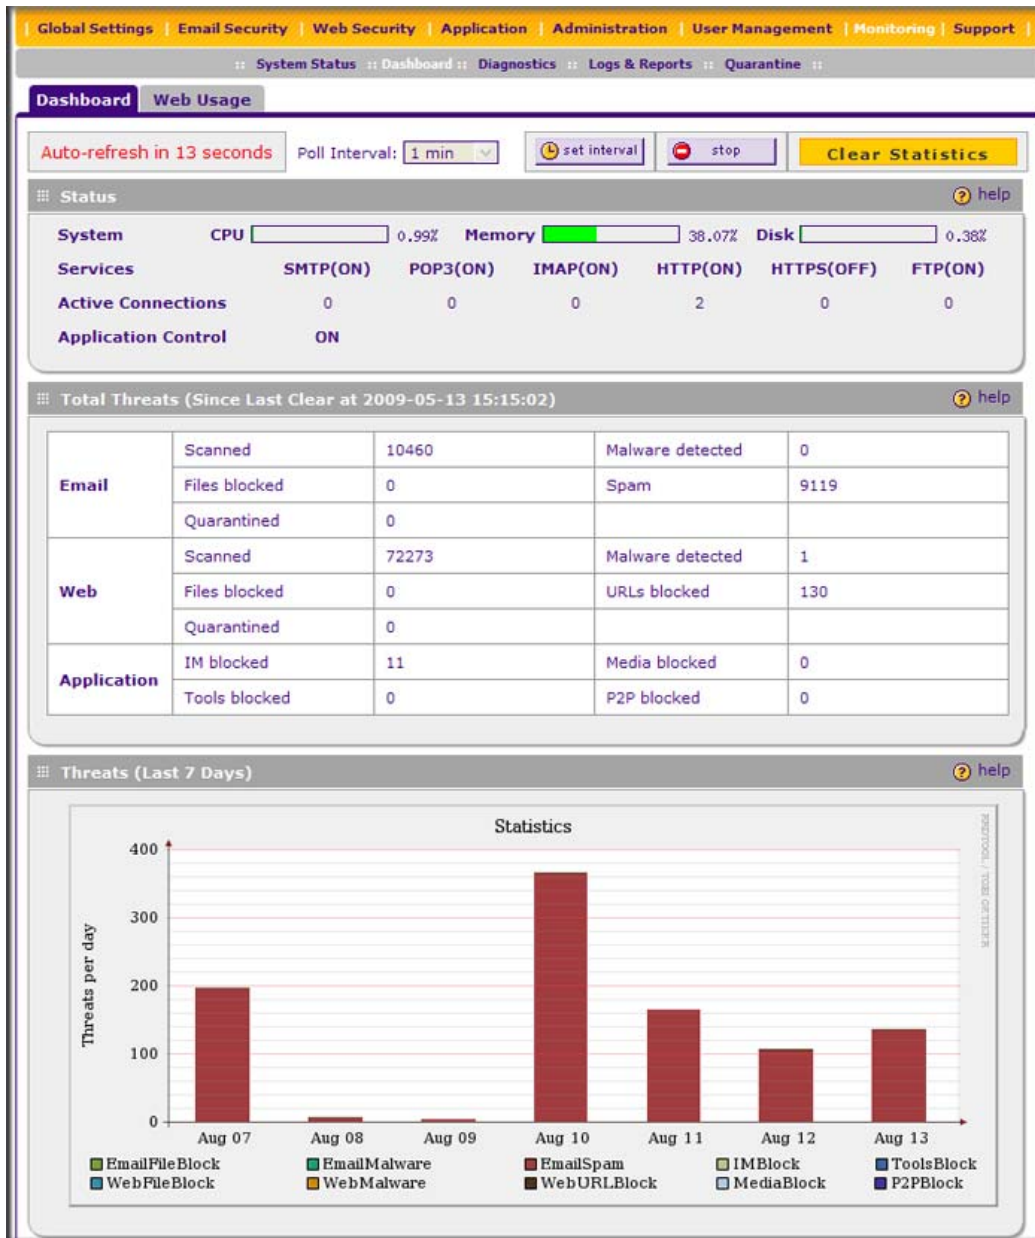 | Global Settings | Email Security | Web Security | Application | Administration | User Management | Monitoring | Support |
:: System Status :: Dashboard :: Diagnostics :: Logs & Reports :: Quarantine ::
Dashboard Web Usage
Auto-refresh in 13 seconds Poll Interval: 1 min set interval stop Clear Statistics
Status help
System CPU 0.99% Memory 38.07% Disk 0.38%
Services SMTP(ON) POP3(ON) IMAP(ON) HTTP(ON) HTTPS(OFF) FTP(ON)
Active Connections 0 0 0 2 0 0
Application Control ON
Total Threats (Since Last Clear at 2009-05-13 15:15:02) help
Scanned 10460 Malware detected 0
Email Files blocked 0 Spam 9119
Quarantined 0
Scanned 72273 Malware detected 1
Web Files blocked 0 URLs blocked 130
Quarantined 0
Application IM blocked 11 Media blocked 0
Tools blocked 0 P2P blocked 0
Threats (Last 7 Days) help
Statistics
RRDTOOL / TOBI OETIKER
Threats per day
400
300
200
100
0
Aug 07 Aug 08 Aug 09 Aug 10 Aug 11 Aug 12 Aug 13
EmailFileBlock EmailMalware EmailSpam IMBlock ToolsBlock
WebFileBlock WebMalware WebURLBlock MediaBlock P2PBlock